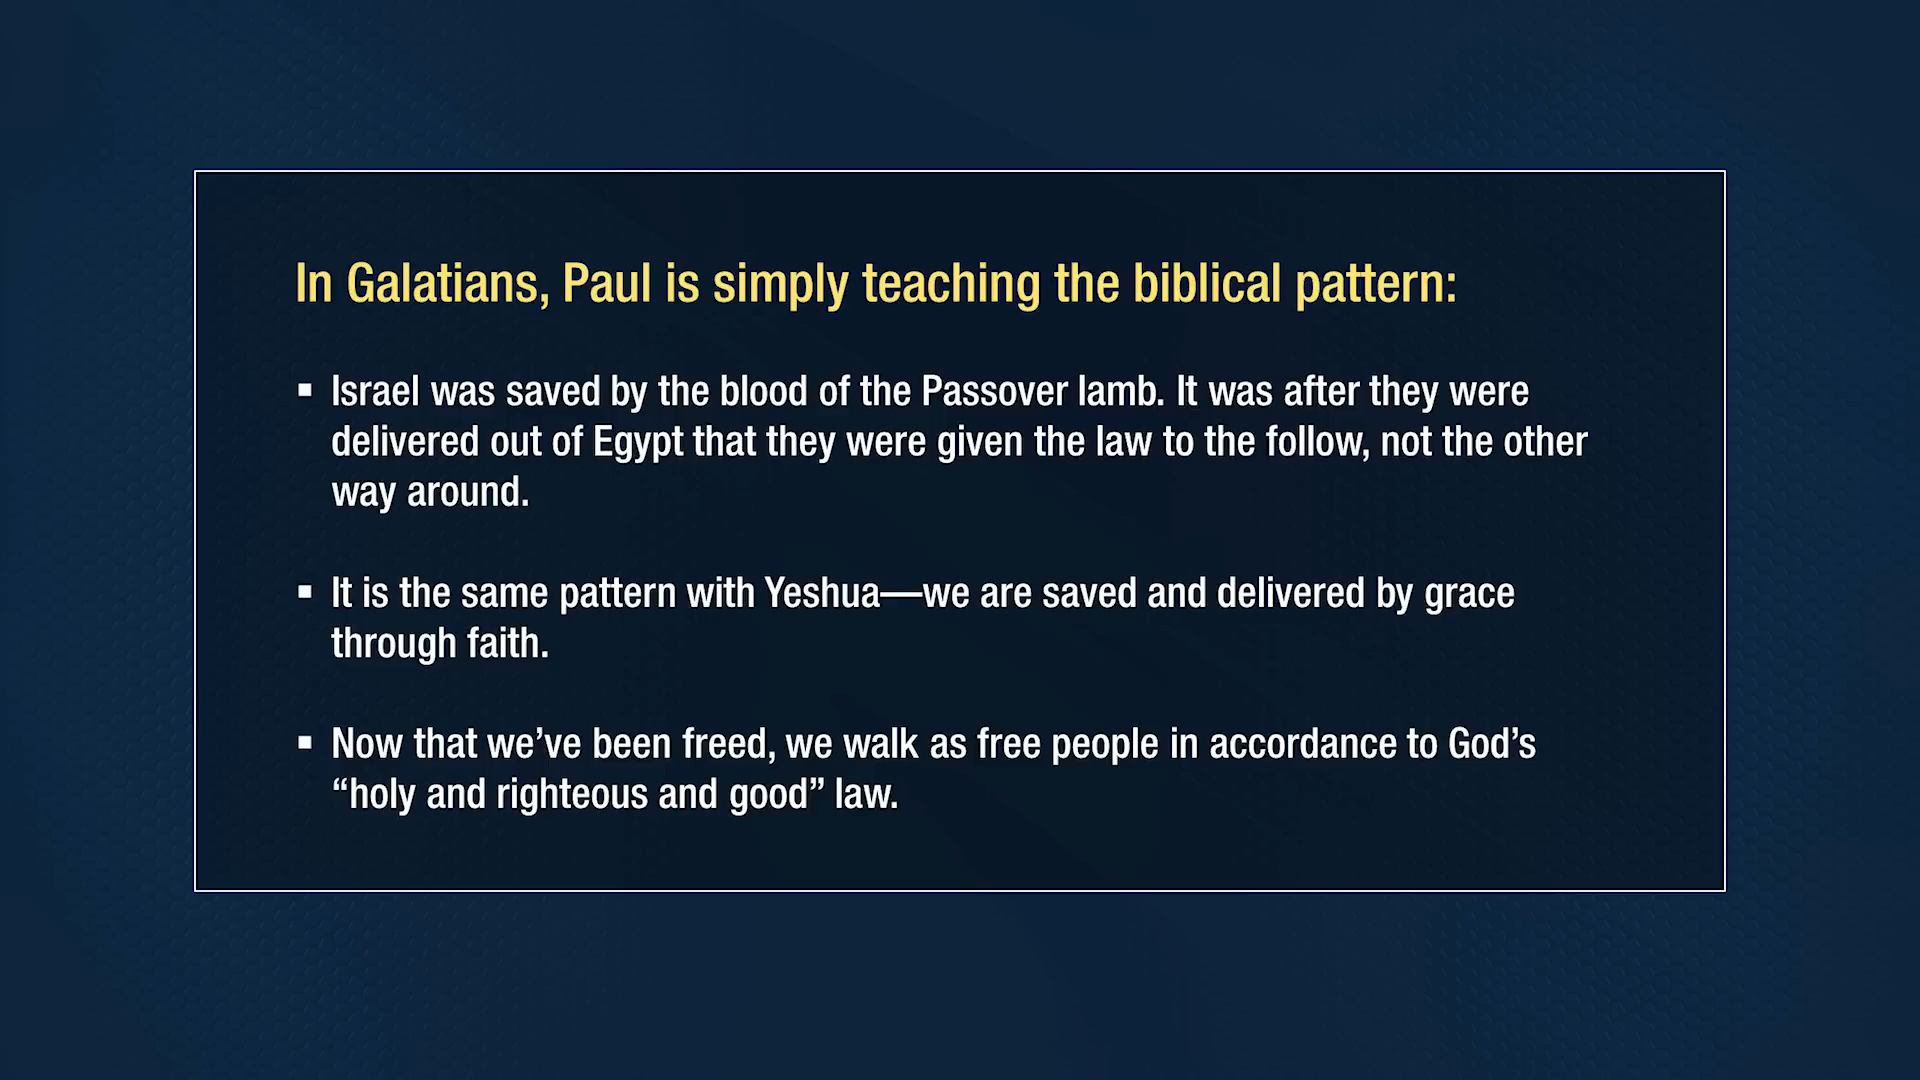 In Galatians, Paul is simply teaching the biblical pattern:
▪ Israel was saved by the blood of the Passover lamb. It was after they were
delivered out of Egypt that they were given the law to the follow, not the other
way around.
▪ It is the same pattern with Yeshua—we are saved and delivered by grace
through faith.
▪ Now that we’ve been freed, we walk as free people in accordance to God’s
“holy and righteous and good” law.